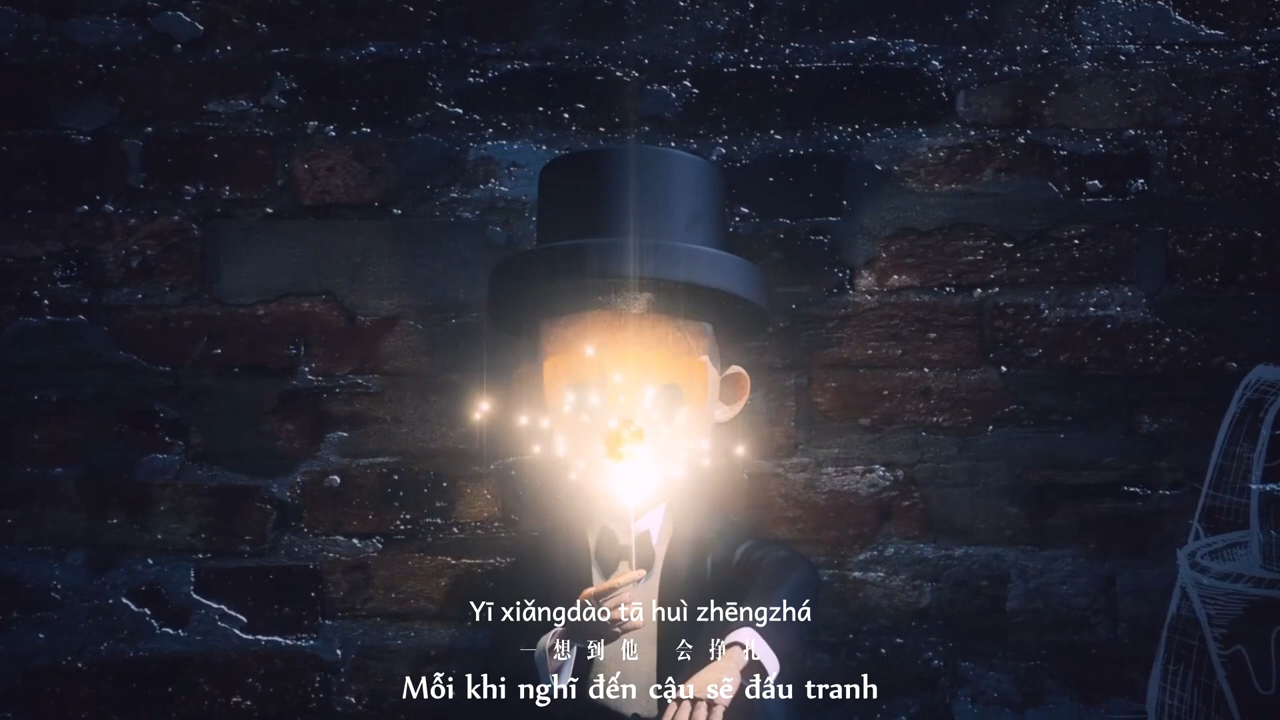 Yī xiǎngdào tā huì zhēngzhá
一想到他 会挣扎
Mỗi khi nghĩ đến cậu sẽ đấu tranh